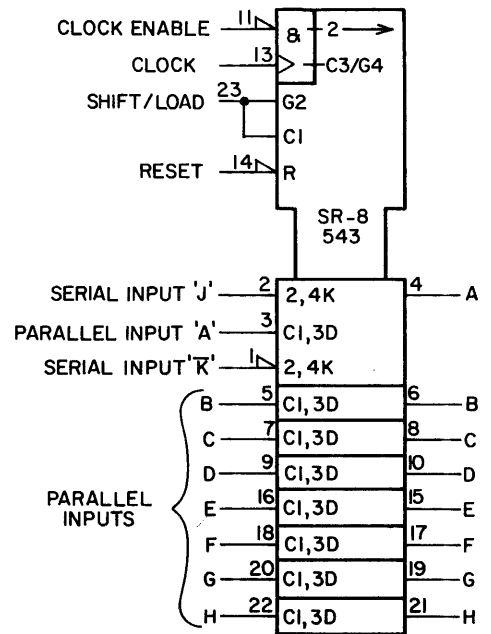 CLOCK ENABLE 11 & 2
CLOCK 13 C3/G4
SHIFT/LOAD 23 G2
C1
RESET 14 R
SR-8
543
SERIAL INPUT 'J' 2 2,4K 4 A
PARALLEL INPUT 'A' 3 C1,3D
SERIAL INPUT 'K̅' 1 2,4K
B 5 C1,3D 6 B
C 7 C1,3D 8 C
D 9 C1,3D 10 D
PARALLEL
INPUTS
E 16 C1,3D 15 E
F 18 C1,3D 17 F
G 20 C1,3D 19 G
H 22 C1,3D 21 H